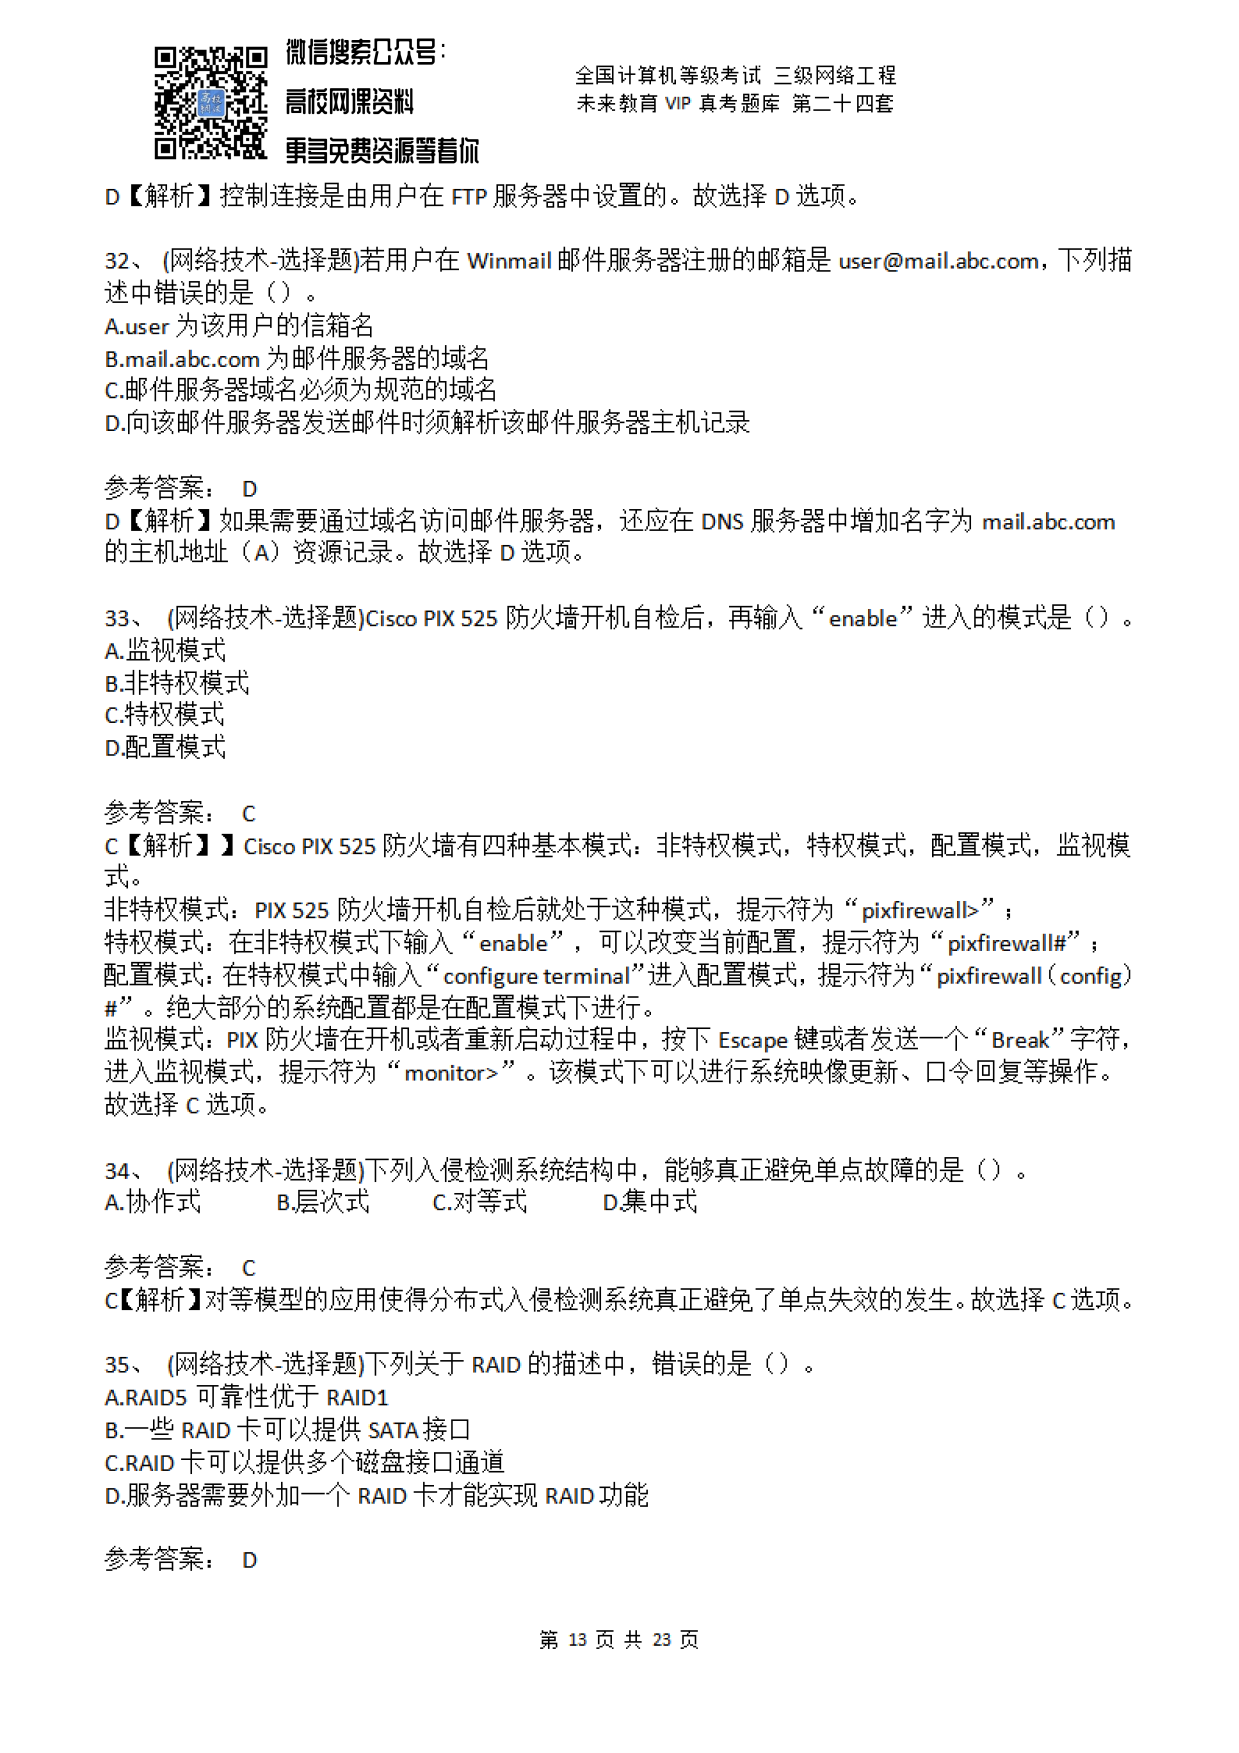 微信搜索公众号：
高校网课资料
更多免费资源等着你
高校
网课
全国计算机等级考试 三级网络工程
未来教育 VIP 真考题库 第二十四套
D【解析】控制连接是由用户在 FTP 服务器中设置的。故选择 D 选项。
32、 (网络技术-选择题)若用户在 Winmail 邮件服务器注册的邮箱是 user@mail.abc.com，下列描
述中错误的是（）。
A.user 为该用户的信箱名
B.mail.abc.com 为邮件服务器的域名
C.邮件服务器域名必须为规范的域名
D.向该邮件服务器发送邮件时须解析该邮件服务器主机记录
参考答案： D
D【解析】如果需要通过域名访问邮件服务器，还应在 DNS 服务器中增加名字为 mail.abc.com
的主机地址（A）资源记录。故选择 D 选项。
33、 (网络技术-选择题)Cisco PIX 525 防火墙开机自检后，再输入“enable”进入的模式是（）。
A.监视模式
B.非特权模式
C.特权模式
D.配置模式
参考答案： C
C【解析】】Cisco PIX 525 防火墙有四种基本模式：非特权模式，特权模式，配置模式，监视模
式。
非特权模式：PIX 525 防火墙开机自检后就处于这种模式，提示符为“pixfirewall>”；
特权模式：在非特权模式下输入“enable”，可以改变当前配置，提示符为“pixfirewall#”；
配置模式：在特权模式中输入“configure terminal”进入配置模式，提示符为“pixfirewall（config）
#”。绝大部分的系统配置都是在配置模式下进行。
监视模式：PIX 防火墙在开机或者重新启动过程中，按下 Escape 键或者发送一个“Break”字符，
进入监视模式，提示符为“monitor>”。该模式下可以进行系统映像更新、口令回复等操作。
故选择 C 选项。
34、 (网络技术-选择题)下列入侵检测系统结构中，能够真正避免单点故障的是（）。
A.协作式 B.层次式 C.对等式 D.集中式
参考答案： C
C【解析】对等模型的应用使得分布式入侵检测系统真正避免了单点失效的发生。故选择 C 选项。
35、 (网络技术-选择题)下列关于 RAID 的描述中，错误的是（）。
A.RAID5 可靠性优于 RAID1
B.一些 RAID 卡可以提供 SATA 接口
C.RAID 卡可以提供多个磁盘接口通道
D.服务器需要外加一个 RAID 卡才能实现 RAID 功能
参考答案： D
第 13 页 共 23 页